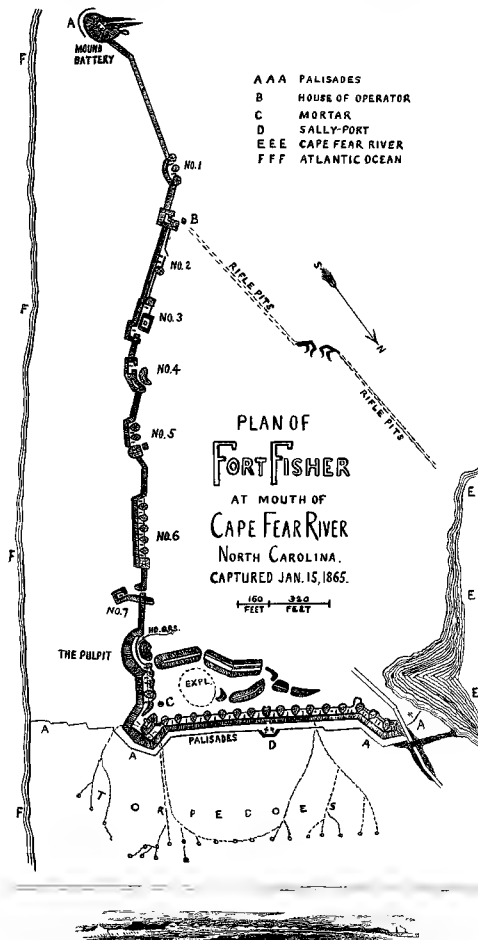 A
MOUND
BATTERY
F
AAA PALISADES
B HOUSE OF OPERATOR
C MORTAR
D SALLY-PORT
EEE CAPE FEAR RIVER
FFF ATLANTIC OCEAN
NO.1
B
NO.2
RIFLE PITS
S
N
F
NO.3
NO.4
RIFLE PITS
NO.5
PLAN OF
FORT FISHER
AT MOUTH OF
CAPE FEAR RIVER
NORTH CAROLINA.
CAPTURED JAN. 15, 1865.
160 320
FEET FEET
E
E
E
NO.6
F
NO.7
HD.QRS.
THE PULPIT
EXPL.
C
A
PALISADES
A
D
A
A
TORPEDOES
F